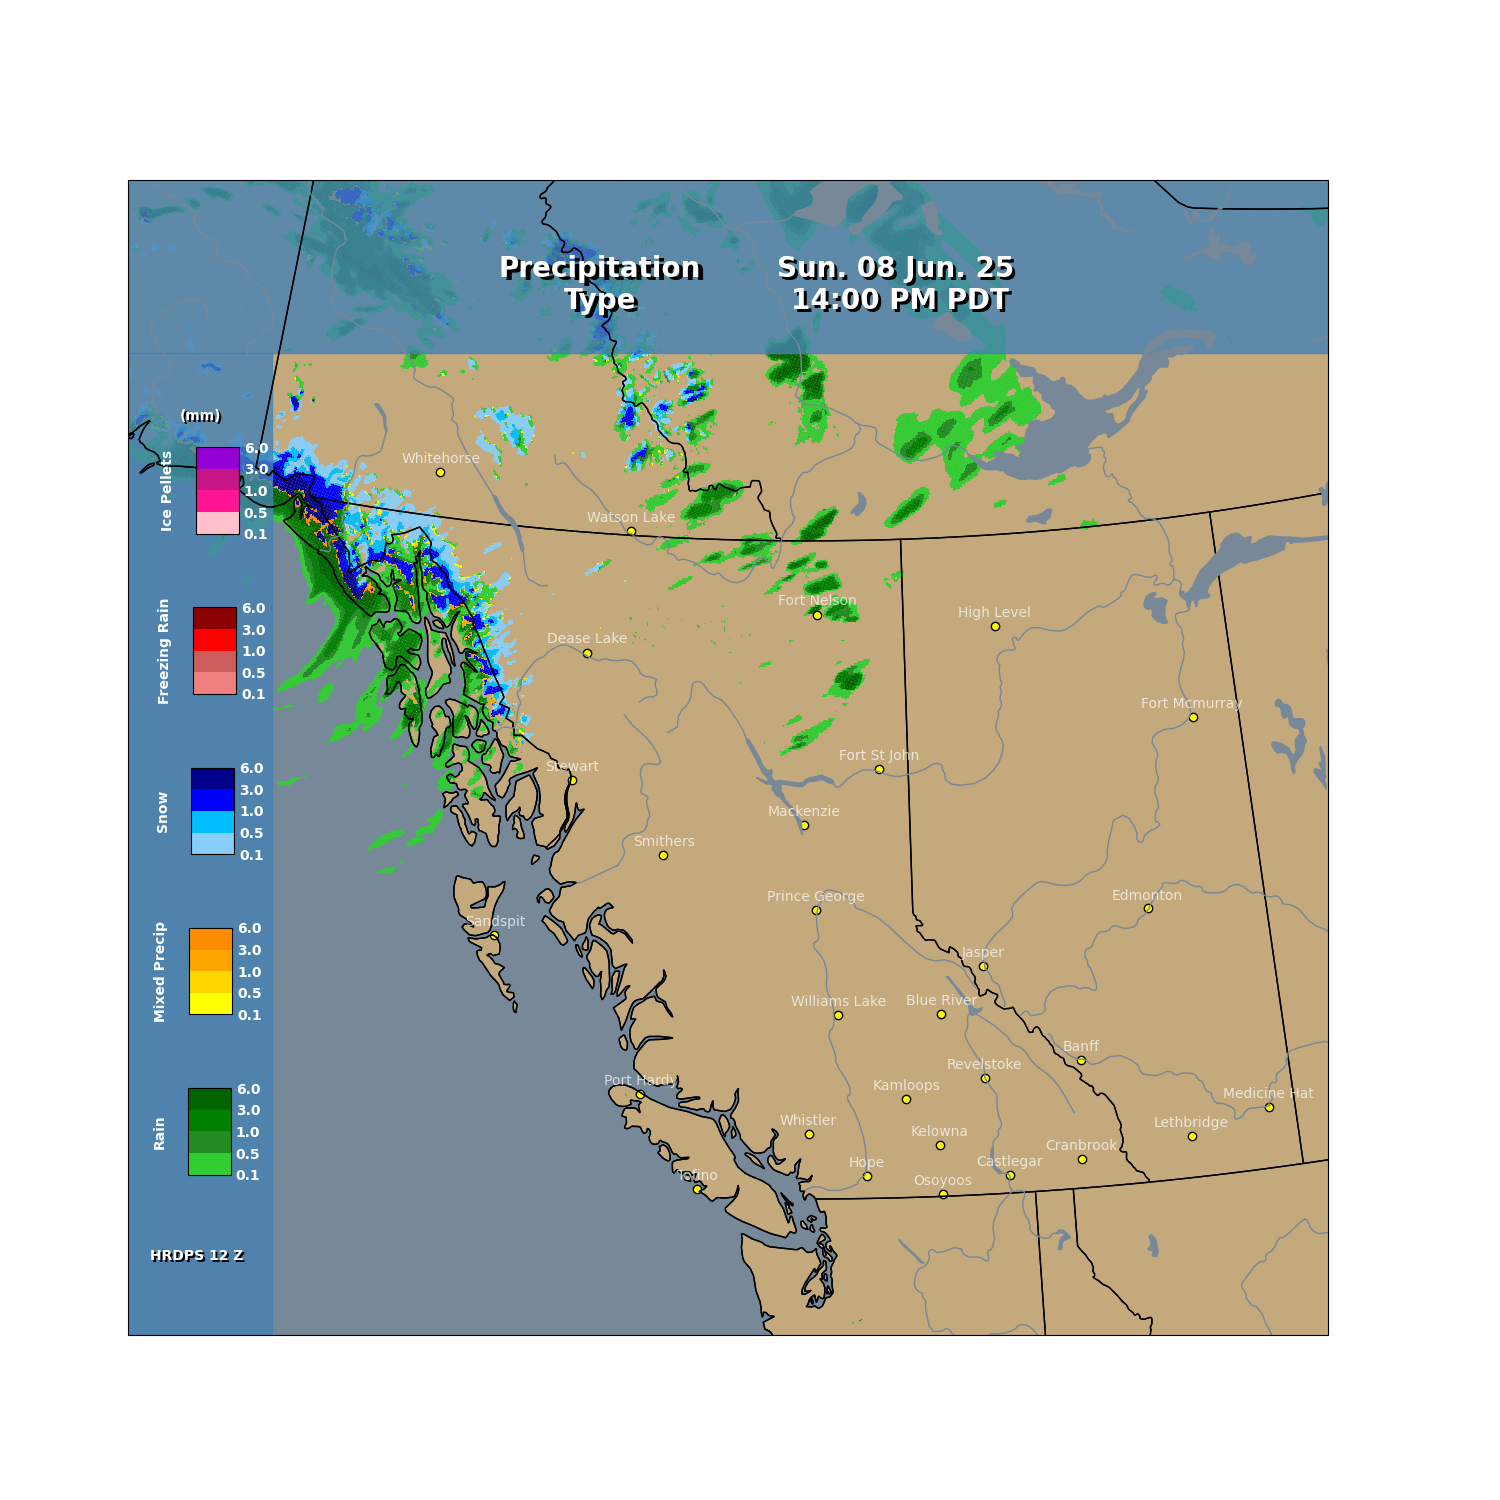 Precipitation
Type
Sun. 08 Jun. 25
14:00 PM PDT
(mm)
Ice Pellets
6.0
3.0
1.0
0.5
0.1
Freezing Rain
6.0
3.0
1.0
0.5
0.1
Snow
6.0
3.0
1.0
0.5
0.1
Mixed Precip
6.0
3.0
1.0
0.5
0.1
Rain
6.0
3.0
1.0
0.5
0.1
HRDPS 12 Z
Whitehorse
Watson Lake
Fort Nelson
High Level
Dease Lake
Fort Mcmurray
Fort St John
Stewart
Mackenzie
Smithers
Prince George
Edmonton
Sandspit
Jasper
Williams Lake
Blue River
Banff
Revelstoke
Port Hardy
Kamloops
Medicine Hat
Whistler
Lethbridge
Kelowna
Cranbrook
Hope
Castlegar
Tofino
Osoyoos